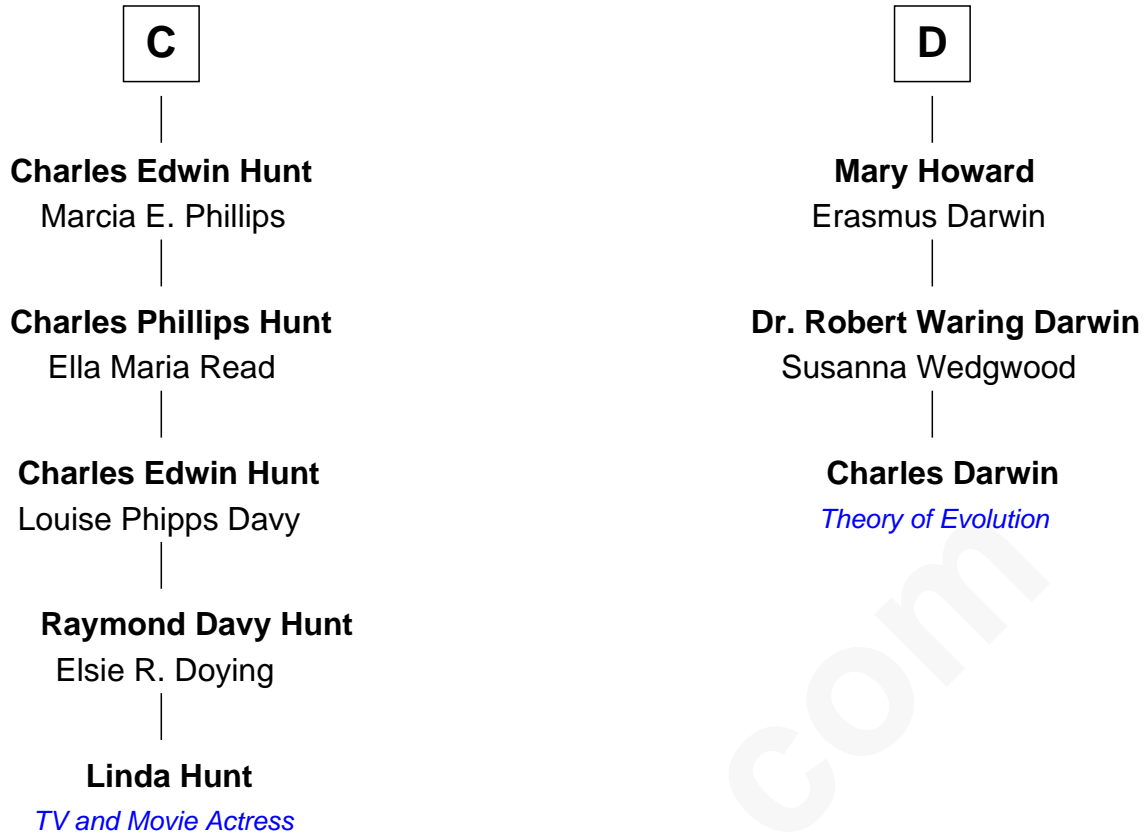 C
Charles Edwin Hunt
Marcia E. Phillips
Charles Phillips Hunt
Ella Maria Read
Charles Edwin Hunt
Louise Phipps Davy
Raymond Davy Hunt
Elsie R. Doying
Linda Hunt
TV and Movie Actress
D
Mary Howard
Erasmus Darwin
Dr. Robert Waring Darwin
Susanna Wedgwood
Charles Darwin
Theory of Evolution
com